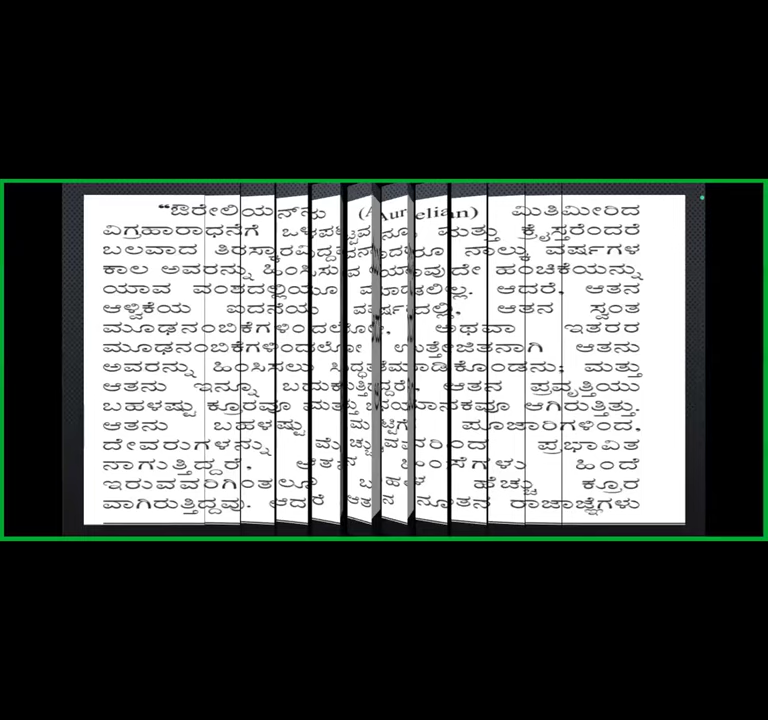 “ಔರೇಲಿಯನ್‌ನು (Aurelian) ಮಿತಿಮೀರಿದ
ವಿಗ್ರಹಾರಾಧನೆಗೆ ಒಳಪಟ್ಟವನೂ, ಮತ್ತು ಕ್ರೈಸ್ತರೆಂದರೆ
ಬಲವಾದ ತಿರಸ್ಕಾರವಿದ್ದವನಾದರೂ ನಾಲ್ಕು ವರ್ಷಗಳ
ಕಾಲ ಅವರನ್ನು ಹಿಂಸಿಸುವ ಯಾವುದೇ ಹಂಚಿಕೆಯನ್ನು
ಯಾವ ವಂಶದಲ್ಲಿಯೂ ಮಾಡಲಿಲ್ಲ. ಆದರೆ, ಆತನ
ಆಳ್ವಿಕೆಯ ಐದನೆಯ ವರ್ಷದಲ್ಲಿ, ಆತನ ಸ್ವಂತ
ಮೂಢನಂಬಿಕೆಗಳಿಂದಲೋ, ಅಥವಾ ಇತರರ
ಮೂಢನಂಬಿಕೆಗಳಿಂದಲೋ ಉತ್ತೇಜಿತನಾಗಿ ಆತನು
ಅವರನ್ನು ಹಿಂಸಿಸಲು ಸಿದ್ಧತೆಮಾಡಿಕೊಂಡನು; ಮತ್ತು
ಆತನು ಇನ್ನೂ ಬದುಕುತ್ತಿದ್ದರೆ, ಆತನ ಪ್ರವೃತ್ತಿಯು
ಬಹಳಷ್ಟು ಕ್ರೂರವೂ ಮತ್ತು ಭಯಾನಕವೂ ಆಗಿರುತ್ತಿತ್ತು.
ಆತನು ಬಹಳಷ್ಟು ಮಟ್ಟಿಗೆ ಪೂಜಾರಿಗಳಿಂದ,
ದೇವರುಗಳನ್ನು ಮೆಚ್ಚುವವರಿಂದ ಪ್ರಭಾವಿತ
ನಾಗುತ್ತಿದ್ದರೆ, ಆತನ ಹಿಂಸೆಗಳು ಹಿಂದೆ
ಇರುವವರಿಗಿಂತಲೂ ಬಹಳ ಹೆಚ್ಚು ಕ್ರೂರ
ವಾಗಿರುತ್ತಿದ್ದವು. ಆದರೆ ಆತನ ನೂತನ ರಾಜಾಜ್ಞೆಗಳು